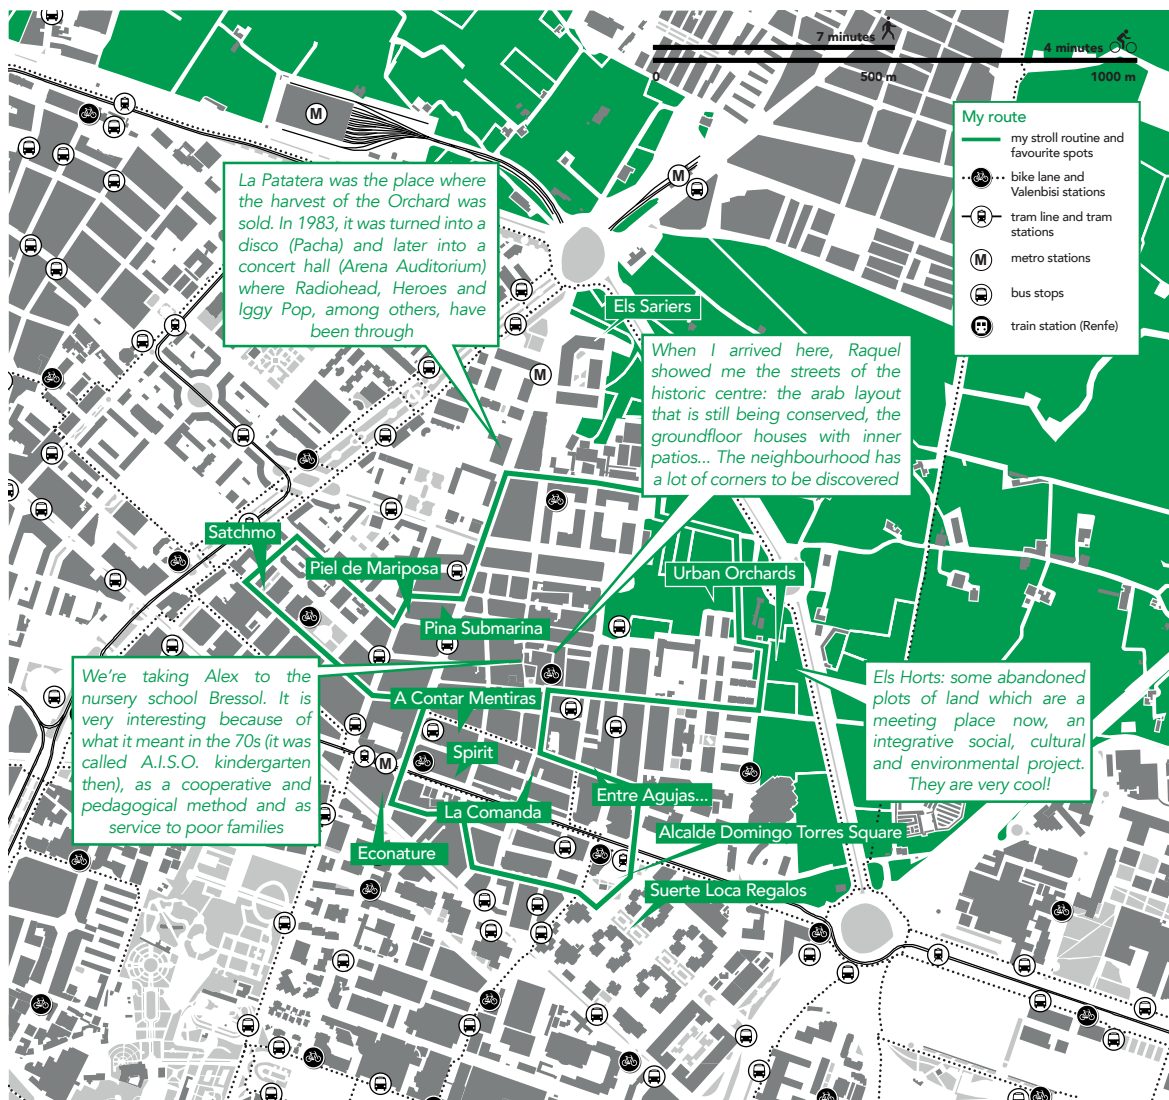 7 minutes
4 minutes
0
500 m
1000 m
My route
my stroll routine and
favourite spots
bike lane and
Valenbisi stations
tram line and tram
stations
M
metro stations
bus stops
train station (Renfe)
M
M
La Patatera was the place where
the harvest of the Orchard was
sold. In 1983, it was turned into a
disco (Pacha) and later into a
concert hall (Arena Auditorium)
where Radiohead, Heroes and
Iggy Pop, among others, have
been through
Els Sariers
M
When I arrived here, Raquel
showed me the streets of the
historic centre: the arab layout
that is still being conserved, the
groundfloor houses with inner
patios... The neighbourhood has
a lot of corners to be discovered
Satchmo
Piel de Mariposa
Urban Orchards
Pina Submarina
We're taking Alex to the
nursery school Bressol. It is
very interesting because of
what it meant in the 70s (it was
called A.I.S.O. kindergarten
then), as a cooperative and
pedagogical method and as
service to poor families
A Contar Mentiras
Els Horts: some abandoned
plots of land which are a
meeting place now, an
integrative social, cultural
and environmental project.
They are very cool!
Spirit
M
Entre Agujas...
La Comanda
Alcalde Domingo Torres Square
Econature
Suerte Loca Regalos